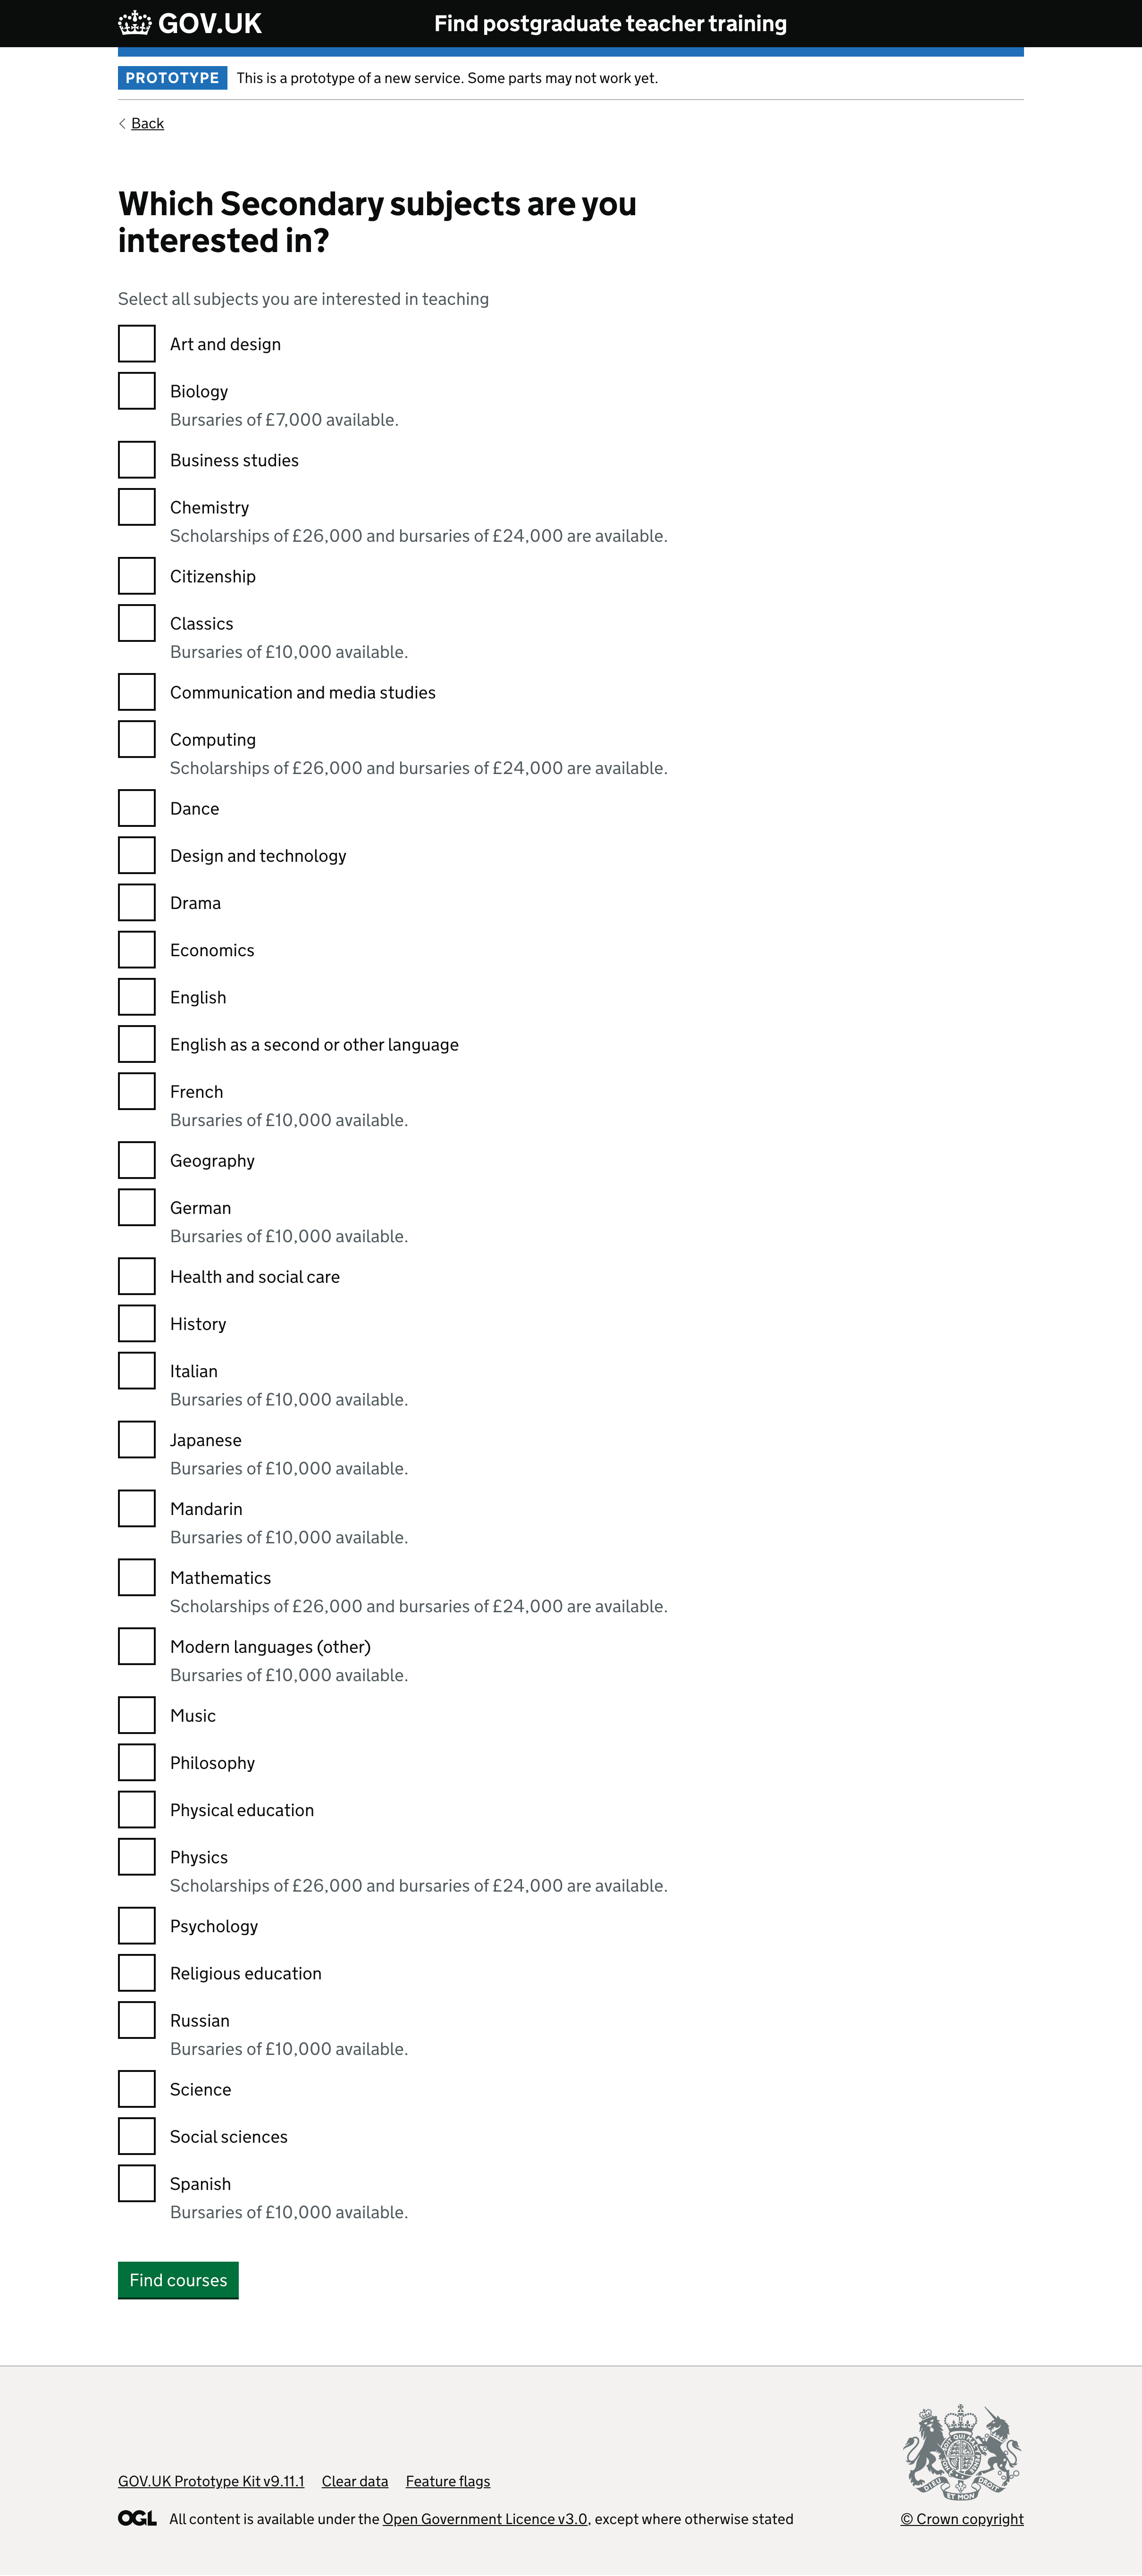 GOV.UK
Find postgraduate teacher training
PROTOTYPE This is a prototype of a new service. Some parts may not work yet.
Back
Which Secondary subjects are you
interested in?
Select all subjects you are interested in teaching
Art and design
Biology
Bursaries of £7,000 available.
Business studies
Chemistry
Scholarships of £26,000 and bursaries of £24,000 are available.
Citizenship
Classics
Bursaries of £10,000 available.
Communication and media studies
Computing
Scholarships of £26,000 and bursaries of £24,000 are available.
Dance
Design and technology
Drama
Economics
English
English as a second or other language
French
Bursaries of £10,000 available.
Geography
German
Bursaries of £10,000 available.
Health and social care
History
Italian
Bursaries of £10,000 available.
Japanese
Bursaries of £10,000 available.
Mandarin
Bursaries of £10,000 available.
Mathematics
Scholarships of £26,000 and bursaries of £24,000 are available.
Modern languages (other)
Bursaries of £10,000 available.
Music
Philosophy
Physical education
Physics
Scholarships of £26,000 and bursaries of £24,000 are available.
Psychology
Religious education
Russian
Bursaries of £10,000 available.
Science
Social sciences
Spanish
Bursaries of £10,000 available.
Find courses
GOV.UK Prototype Kit v9.11.1 Clear data Feature flags
OGL All content is available under the Open Government Licence v3.0, except where otherwise stated
© Crown copyright